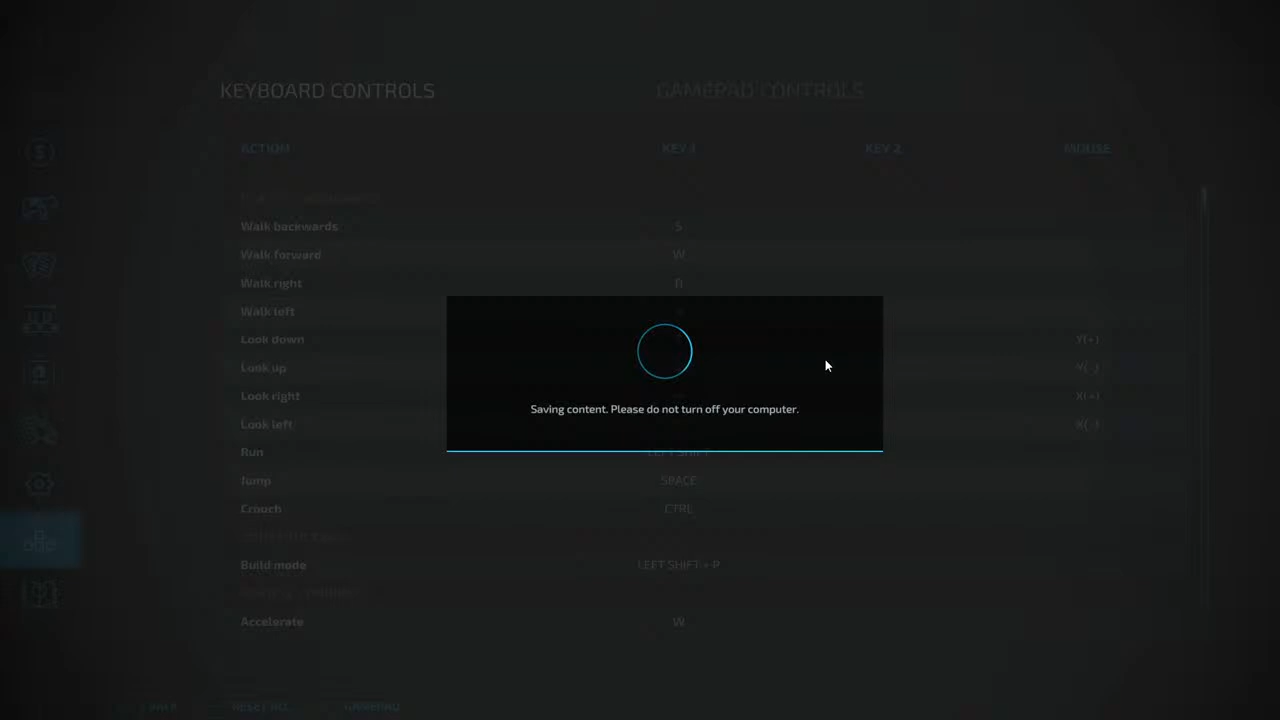 KEYBOARD CONTROLS
GAMEPAD CONTROLS
ACTION KEY 1 KEY 2 MOUSE
Walk backwards S
Walk forward W
Walk right D
Walk left
Look down Y(+)
Look up Y(-)
Look right X(+)
Look left X(-)
Saving content. Please do not turn off your computer.
Run LEFT SHIFT
Jump SPACE
Crouch CTRL
Build mode LEFT SHIFT + P
Accelerate W
RESET ALL GAMEPAD